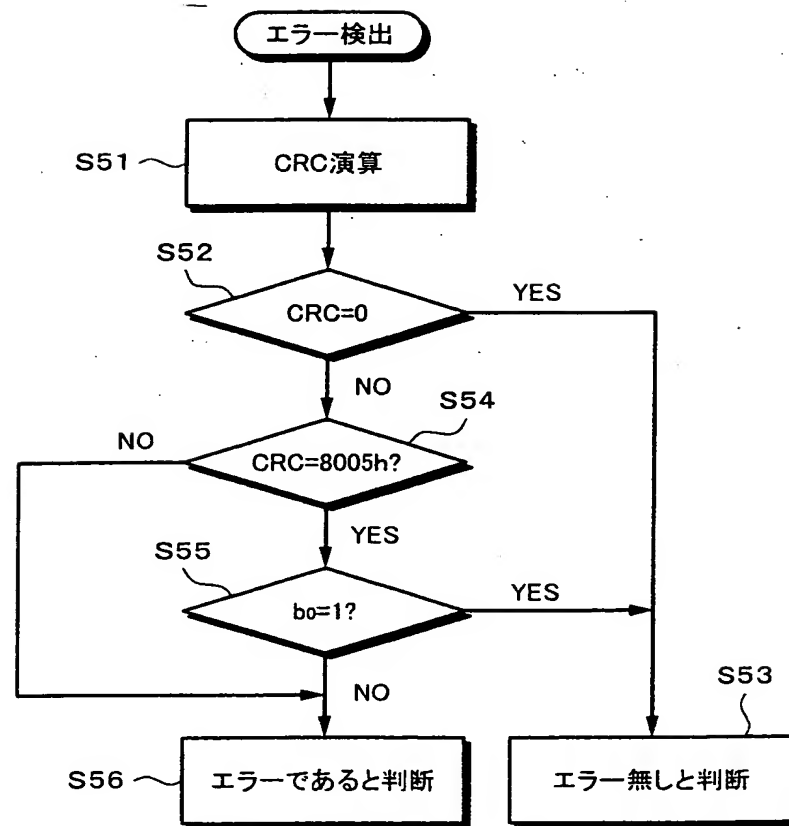 エラー検出
S51
CRC演算
S52
CRC=0
YES
NO
S54
NO
CRC=8005h?
YES
S55
b0=1?
YES
NO
S53
S56
エラーであると判断
エラー無しと判断